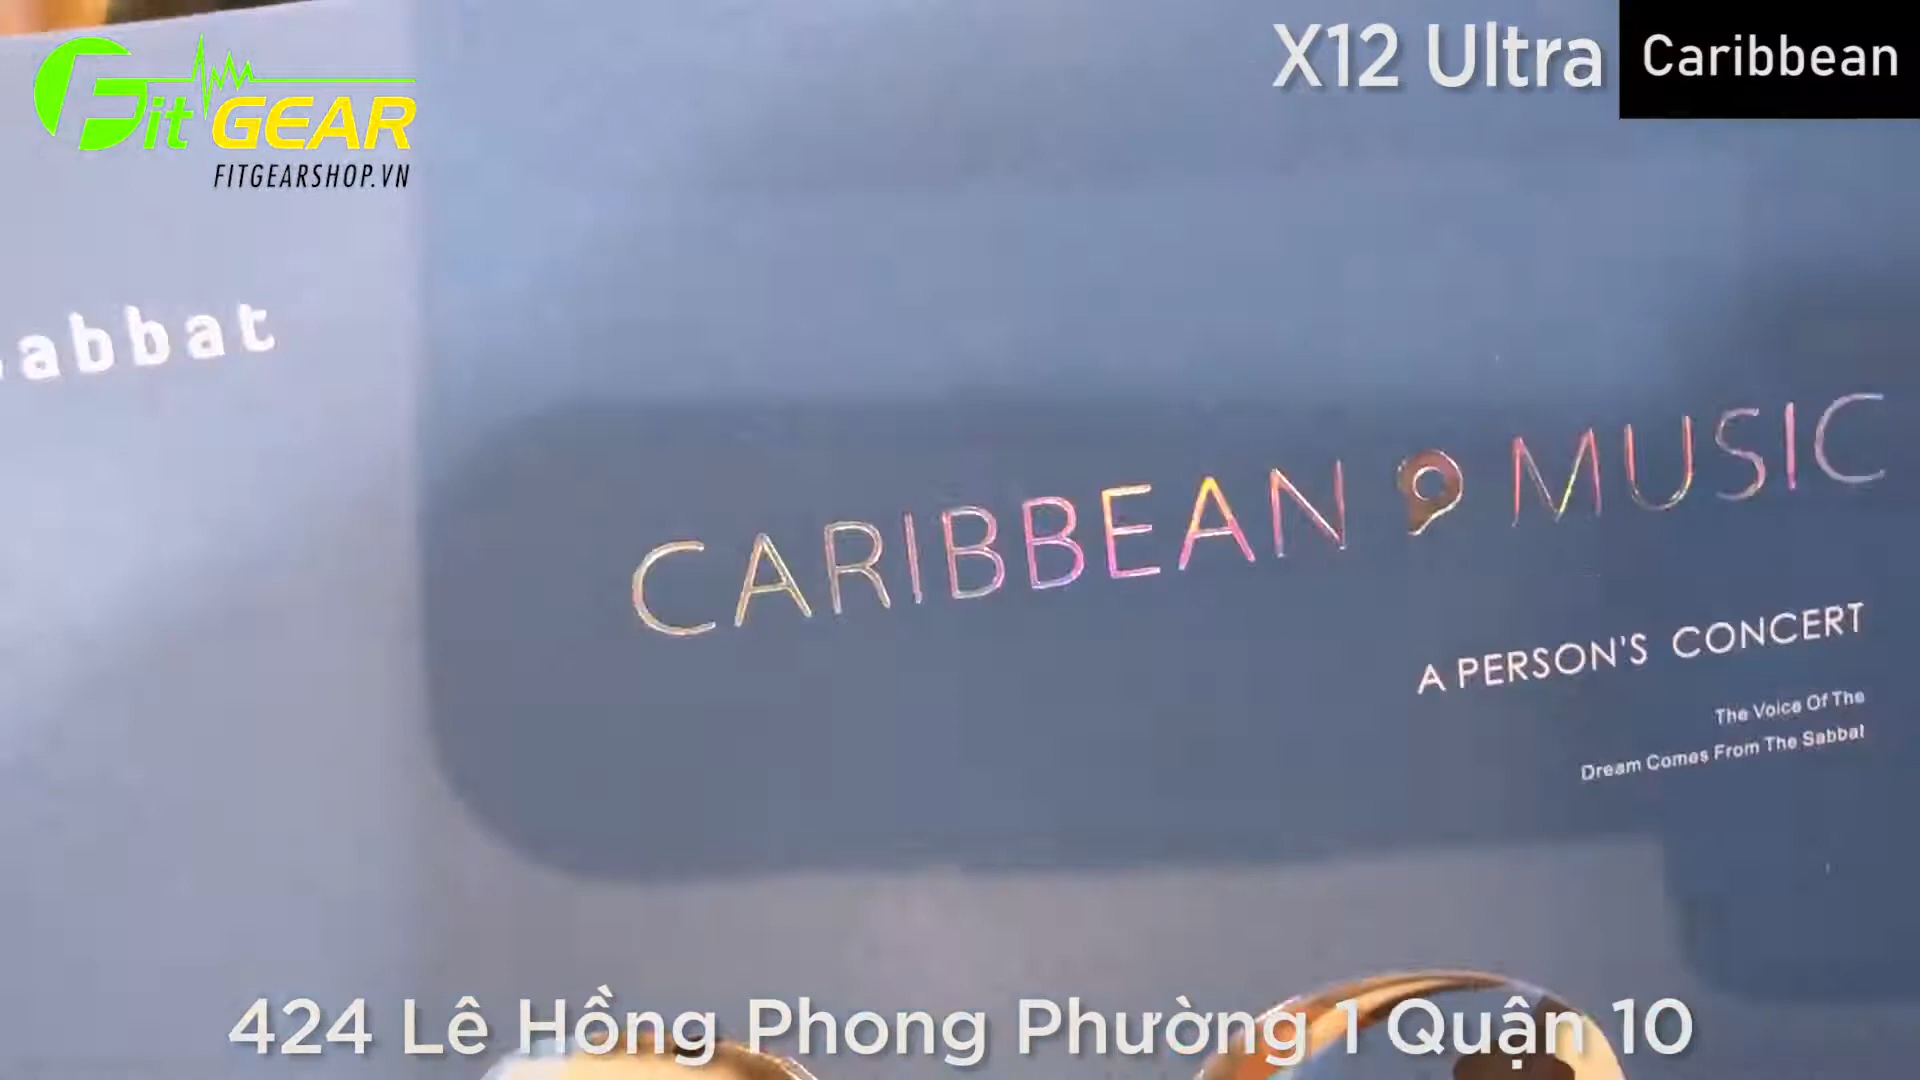 Fit GEAR
FITGEARSHOP.VN
X12 Ultra
Caribbean
sabbat
CARIBBEAN MUSIC
A PERSON'S CONCERT
The Voice Of The
Dream Comes From The Sabbat
424 Lê Hồng Phong Phường 1 Quận 10